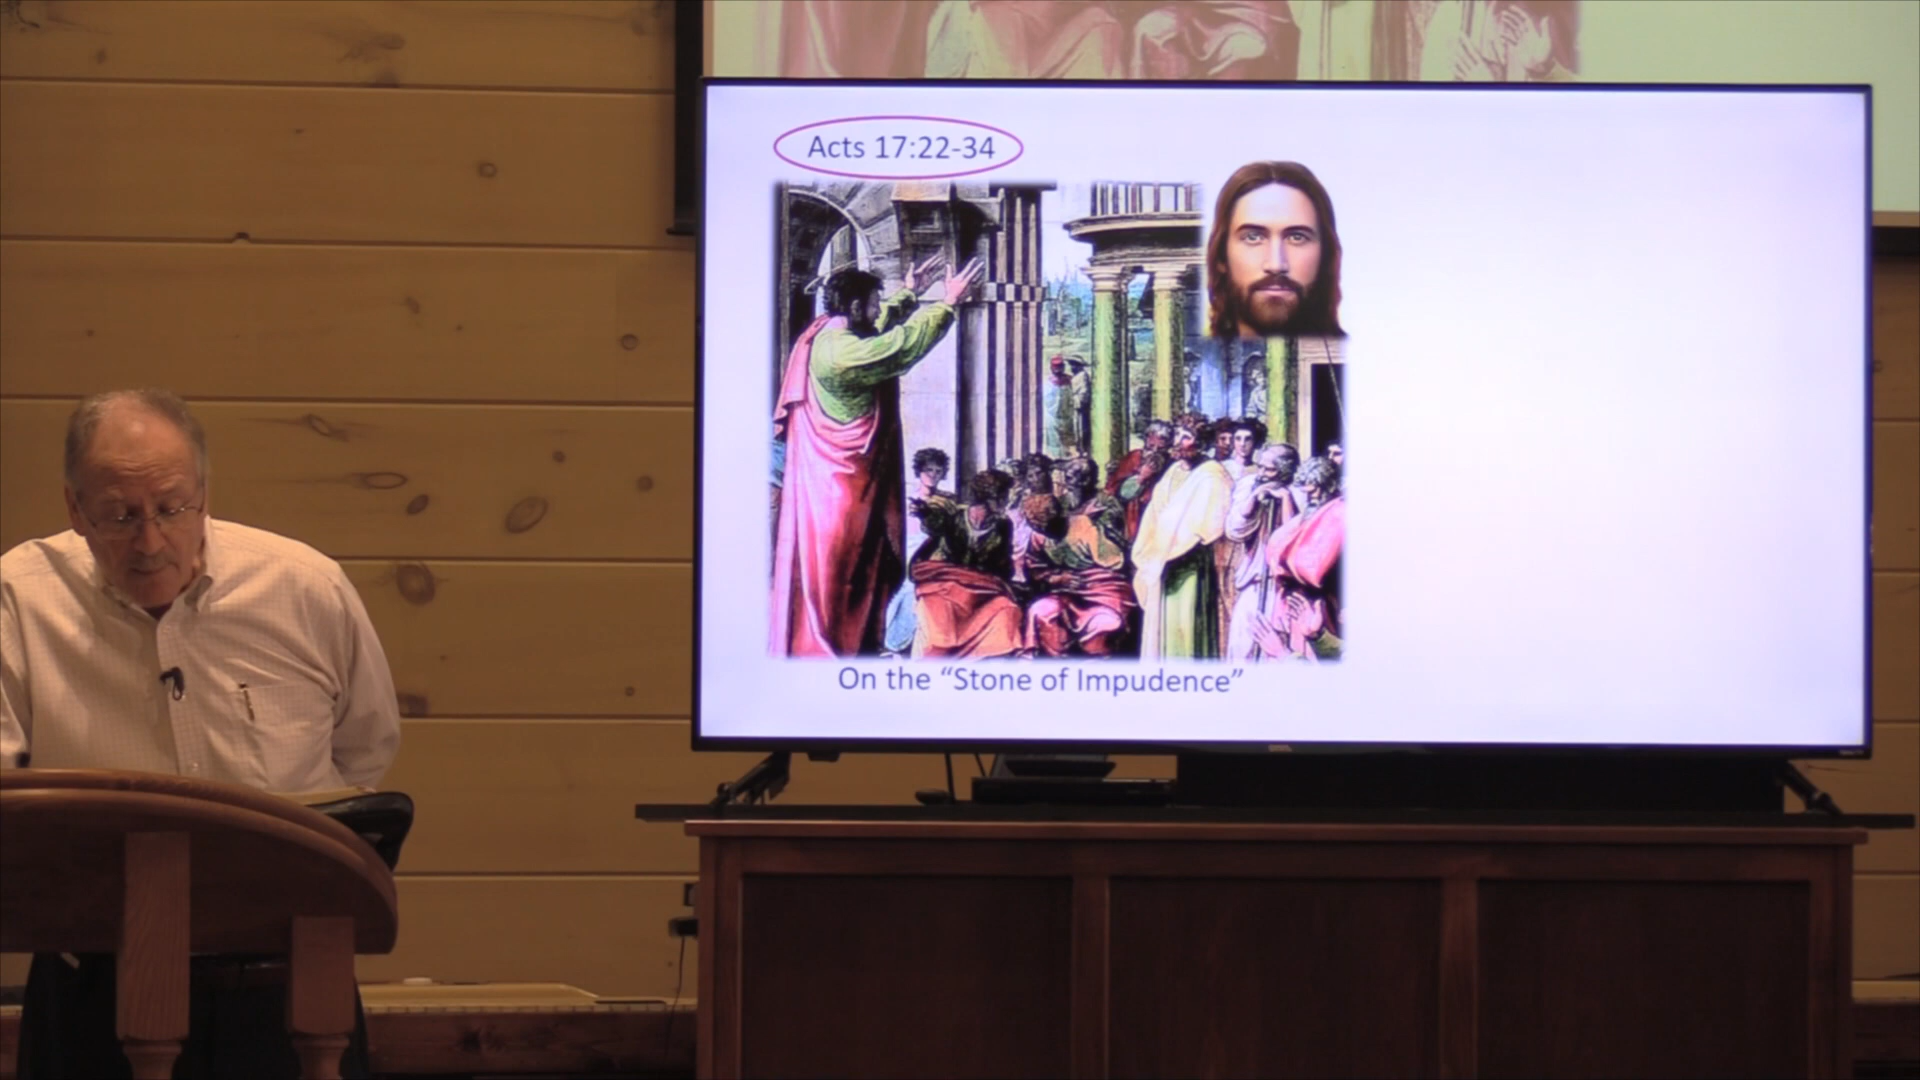 Acts 17:22-34
On the “Stone of Impudence”